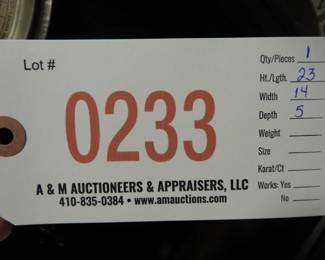 Lot #
0233
A & M AUCTIONEERS & APPRAISERS, LLC
410-835-0384 • www.amauctions.com
Qty/Pieces 1
Ht./Lgth. 23
Width 14
Depth 5
Weight
Size
Karat/Ct
Works: Yes
No